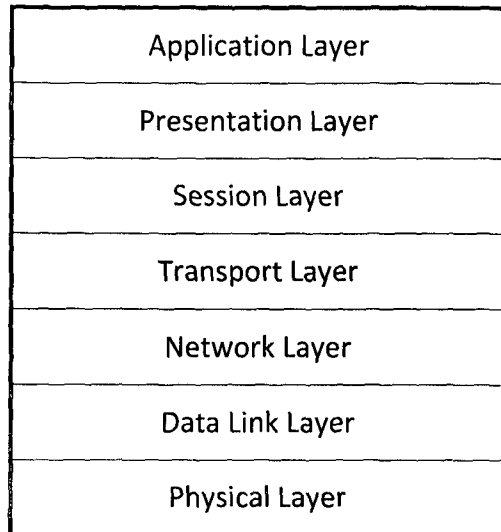 Application Layer
Presentation Layer
Session Layer
Transport Layer
Network Layer
Data Link Layer
Physical Layer